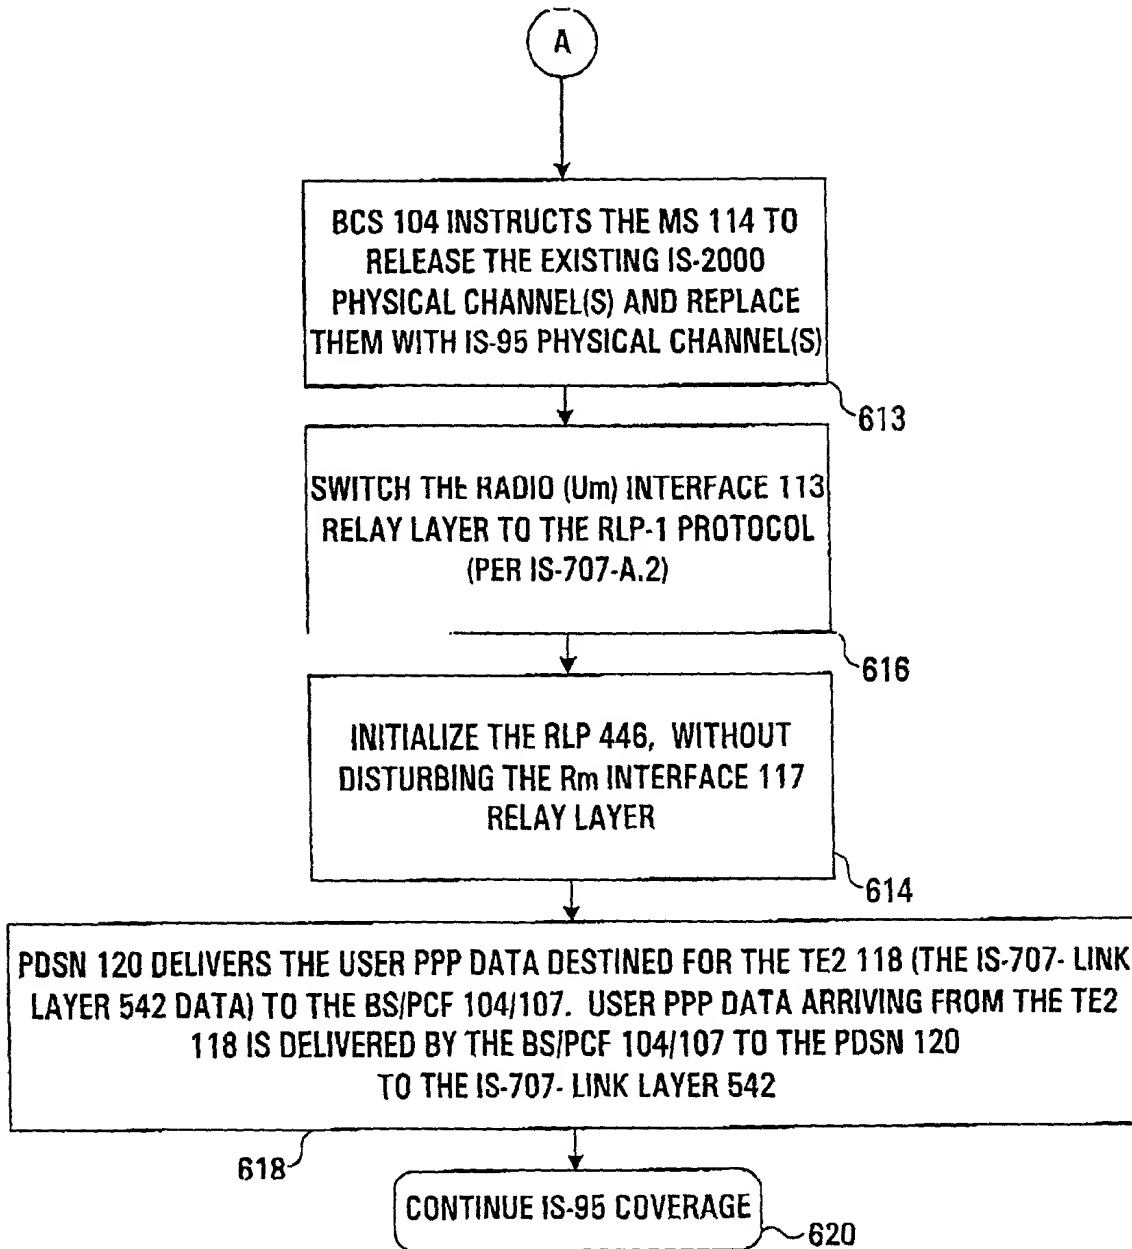 A
BCS 104 INSTRUCTS THE MS 114 TO
RELEASE THE EXISTING IS-2000
PHYSICAL CHANNEL(S) AND REPLACE
THEM WITH IS-95 PHYSICAL CHANNEL(S)
613
SWITCH THE RADIO (Um) INTERFACE 113
RELAY LAYER TO THE RLP-1 PROTOCOL
(PER IS-707-A.2)
616
INITIALIZE THE RLP 446, WITHOUT
DISTURBING THE Rm INTERFACE 117
RELAY LAYER
614
PDSN 120 DELIVERS THE USER PPP DATA DESTINED FOR THE TE2 118 (THE IS-707- LINK
LAYER 542 DATA) TO THE BS/PCF 104/107. USER PPP DATA ARRIVING FROM THE TE2
118 IS DELIVERED BY THE BS/PCF 104/107 TO THE PDSN 120
TO THE IS-707- LINK LAYER 542
618
CONTINUE IS-95 COVERAGE
620